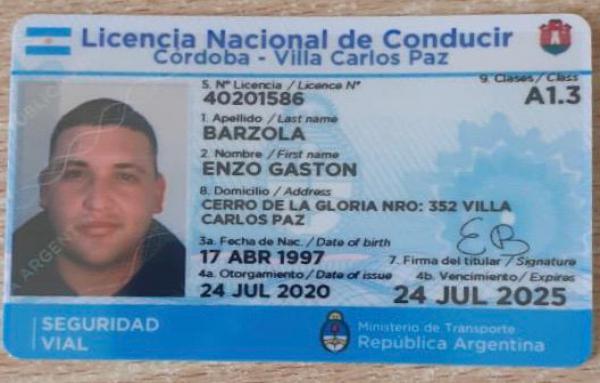 Licencia Nacional de Conducir
Córdoba - Villa Carlos Paz
5. Nº Licencia / Licence Nº
40201586
9. Clases / Class
A1.3
1. Apellido / Last name
BARZOLA
2. Nombre / First name
ENZO GASTON
8. Domicilio / Address
CERRO DE LA GLORIA NRO: 352 VILLA
CARLOS PAZ
3a. Fecha de Nac. / Date of birth
17 ABR 1997
7. Firma del titular / Signature
EB
4a. Otorgamiento / Date of issue
24 JUL 2020
4b. Vencimiento / Expires
24 JUL 2025
SEGURIDAD
VIAL
Ministerio de Transporte
República Argentina